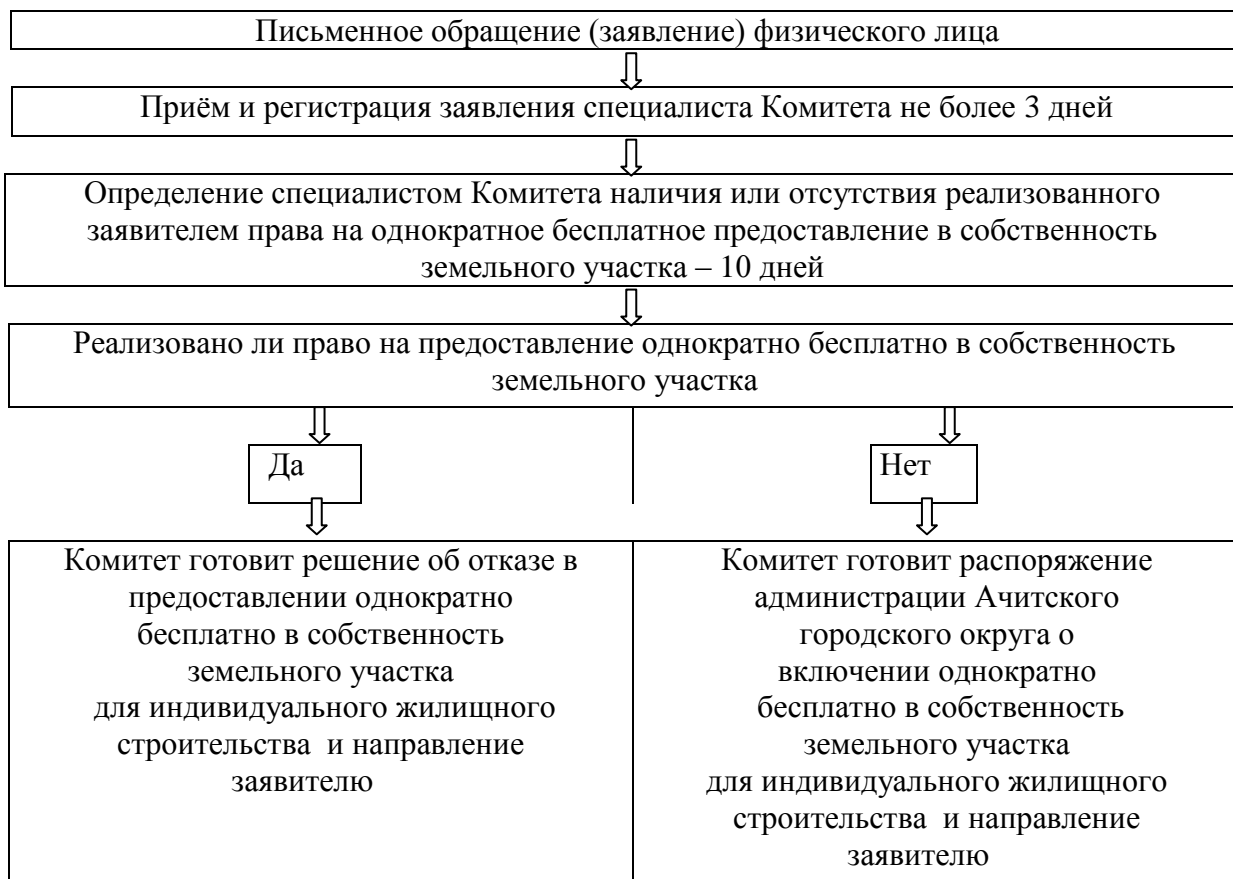 Письменное обращение (заявление) физического лица
Приём и регистрация заявления специалиста Комитета не более 3 дней
Определение специалистом Комитета наличия или отсутствия реализованного
заявителем права на однократное бесплатное предоставление в собственность
земельного участка – 10 дней
Реализовано ли право на предоставление однократно бесплатно в собственность
земельного участка
Да
Нет
Комитет готовит решение об отказе в
предоставлении однократно
бесплатно в собственность
земельного участка
для индивидуального жилищного
строительства и направление
заявителю
Комитет готовит распоряжение
администрации Ачитского
городского округа о
включении однократно
бесплатно в собственность
земельного участка
для индивидуального жилищного
строительства и направление
заявителю